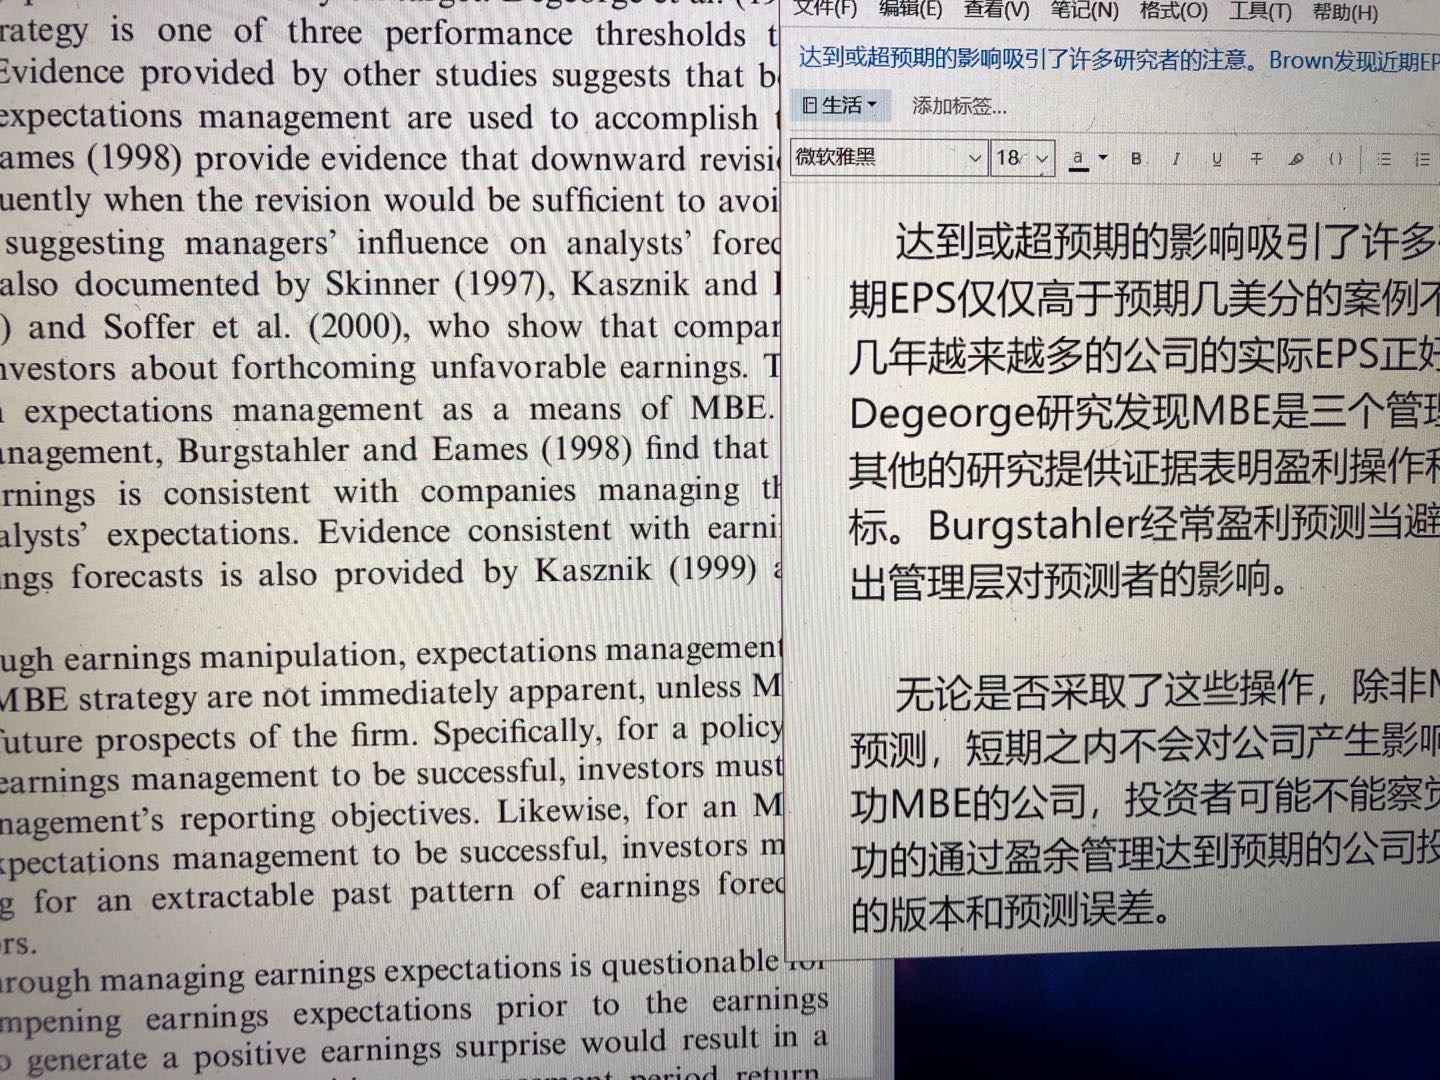 rategy is one of three performance thresholds
Evidence provided by other studies suggests that
expectations management are used to accomplish
ames (1998) provide evidence that downward
uently when the revision would be sufficient to
suggesting managers' influence on analysts'
also documented by Skinner (1997), Kasznik and
) and Soffer et al. (2000), who show that
nvestors about forthcoming unfavorable earnings.
expectations management as a means of MBE.
anagement, Burgstahler and Eames (1998) find that
rnings is consistent with companies managing
alysts' expectations. Evidence consistent with
ings forecasts is also provided by Kasznik (1999)
ugh earnings manipulation, expectations management
MBE strategy are not immediately apparent, unless
future prospects of the firm. Specifically, for a policy
earnings management to be successful, investors must
nagement's reporting objectives. Likewise, for an
xpectations management to be successful, investors
g for an extractable past pattern of earnings
rs.
hrough managing earnings expectations is questionable for
mpening earnings expectations prior to the earnings
o generate a positive earnings surprise would result in a
period return
文件(F) 编辑(E) 查看(V) 笔记(N) 格式(O) 工具(T) 帮助(H)
达到或超预期的影响吸引了许多研究者的注意。Brown发现近期EP
生活 添加标签...
微软雅黑 18 a B I U T {}
达到或超预期的影响吸引了许多
期EPS仅仅高于预期几美分的案例不
几年越来越多的公司的实际EPS正好
Degeorge研究发现MBE是三个管理
其他的研究提供证据表明盈利操作和
标。Burgstahler经常盈利预测当避
出管理层对预测者的影响。
无论是否采取了这些操作，除非M
预测，短期之内不会对公司产生影响
功MBE的公司，投资者可能不能察觉
功的通过盈余管理达到预期的公司投
的版本和预测误差。